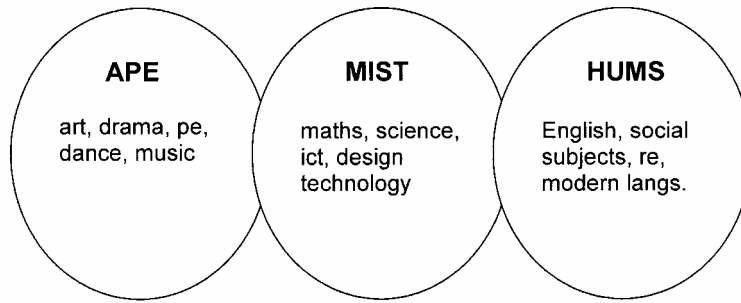 APE
art, drama, pe,
dance, music
MIST
maths, science,
ict, design
technology
HUMS
English, social
subjects, re,
modern langs.